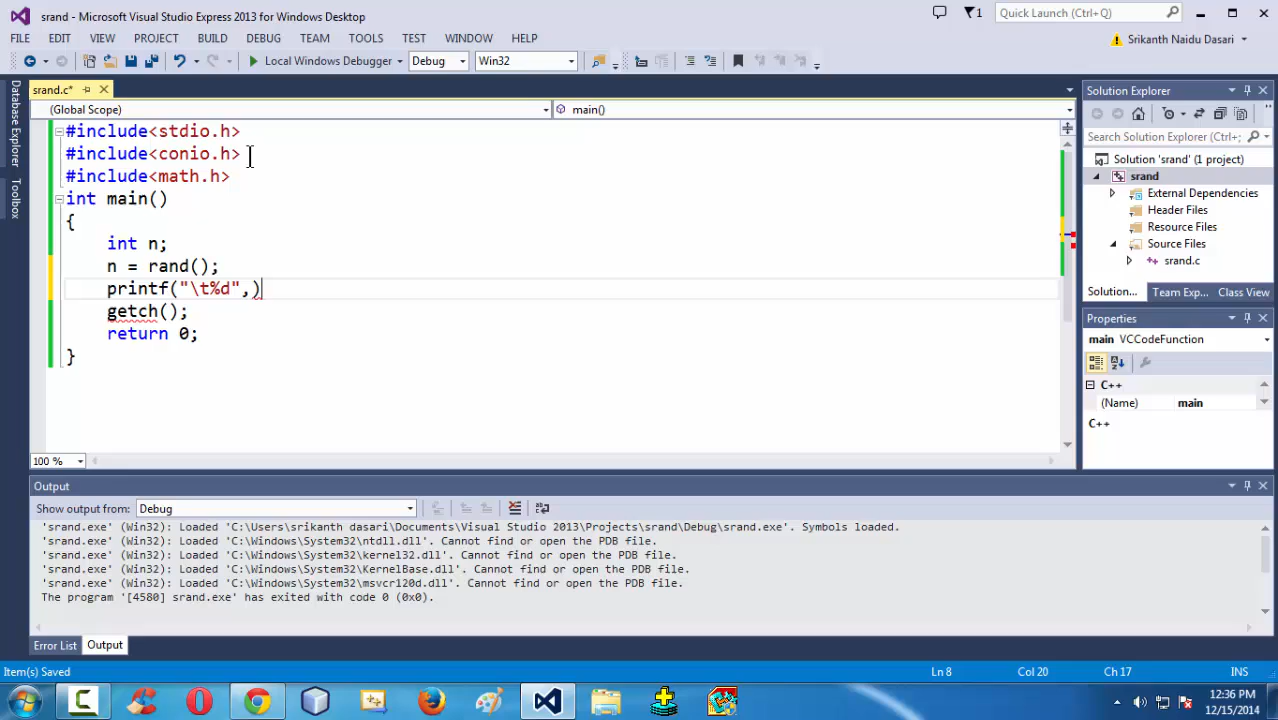 srand - Microsoft Visual Studio Express 2013 for Windows Desktop
1
Quick Launch (Ctrl+Q)
FILE EDIT VIEW PROJECT BUILD DEBUG TEAM TOOLS TEST WINDOW HELP
Srikanth Naidu Dasari
Local Windows Debugger Debug Win32
srand.c*
(Global Scope) main()
#include<stdio.h>
#include<conio.h>
#include<math.h>
int main()
{
int n;
n = rand();
printf("\t%d",)
getch();
return 0;
}
100 %
Database Explorer
Toolbox
Solution Explorer
Search Solution Explorer (Ctrl+;
Solution 'srand' (1 project)
srand
External Dependencies
Header Files
Resource Files
Source Files
srand.c
Solution... Team Exp... Class View
Properties
main VCCodeFunction
C++
(Name) main
C++
Output
Show output from: Debug
'srand.exe' (Win32): Loaded 'C:\Users\srikanth dasari\Documents\Visual Studio 2013\Projects\srand\Debug\srand.exe'. Symbols loaded.
'srand.exe' (Win32): Loaded 'C:\Windows\System32\ntdll.dll'. Cannot find or open the PDB file.
'srand.exe' (Win32): Loaded 'C:\Windows\System32\kernel32.dll'. Cannot find or open the PDB file.
'srand.exe' (Win32): Loaded 'C:\Windows\System32\KernelBase.dll'. Cannot find or open the PDB file.
'srand.exe' (Win32): Loaded 'C:\Windows\System32\msvcr120d.dll'. Cannot find or open the PDB file.
The program '[4580] srand.exe' has exited with code 0 (0x0).
Error List Output
Item(s) Saved Ln 8 Col 20 Ch 17 INS
12:36 PM
12/15/2014